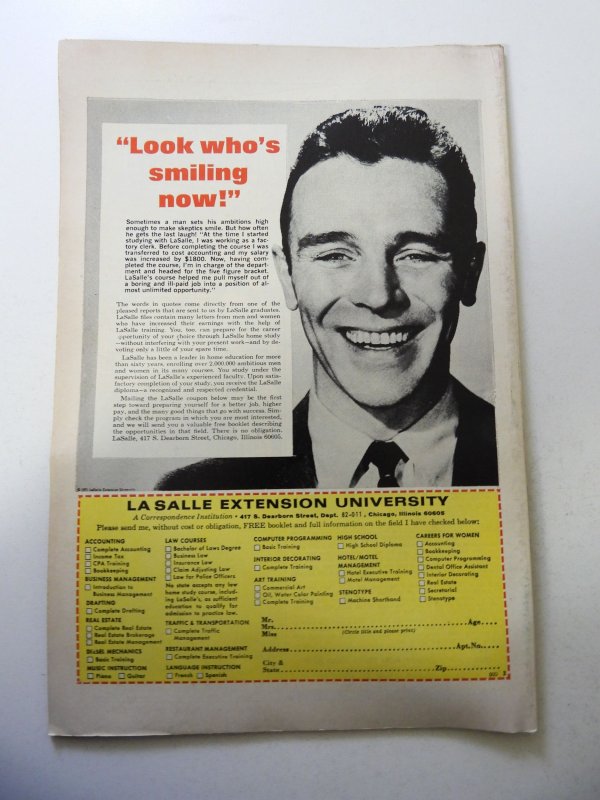 "Look who's
smiling
now!"
Sometimes a man sets his ambitions high
enough to make skeptics smile. But how often
he gets the last laugh! "At the time I started
studying with LaSalle, I was working as a fac-
tory clerk. Before completing the course I was
transferred to cost accounting and my salary
was increased by $1800. Now, having com-
pleted the course, I'm in charge of the depart-
ment and headed for the five figure bracket.
LaSalle's course helped me pull myself out of
a boring and ill-paid job into a position of al-
most unlimited opportunity."
The words in quotes come directly from one of the
pleased reports that are sent to us by LaSalle graduates.
LaSalle files contain many letters from men and women
who have increased their earnings with the help of
LaSalle training. You, too, can prepare for the career
opportunity of your choice through LaSalle home study
—without interfering with your present work—and by de-
voting only a little of your spare time.
LaSalle has been a leader in home education for more
than sixty years, enrolling over 2,000,000 ambitious men
and women in its many courses. You study under the
supervision of LaSalle's experienced faculty. Upon satis-
factory completion of your study, you receive the LaSalle
diploma—a recognized and respected credential.
Mailing the LaSalle coupon below may be the first
step toward preparing yourself for a better job, higher
pay, and the many good things that go with success. Sim-
ply check the program in which you are most interested,
and we will send you a valuable free booklet describing
the opportunities in that field. There is no obligation.
LaSalle, 417 S. Dearborn Street, Chicago, Illinois 60605.
LA SALLE EXTENSION UNIVERSITY
A Correspondence Institution • 417 S. Dearborn Street, Dept. 82-011, Chicago, Illinois 60605
Please send me, without cost or obligation, FREE booklet and full information on the field I have checked below:
ACCOUNTING
Complete Accounting
Income Tax
CPA Training
Bookkeeping
BUSINESS MANAGEMENT
Introduction to
Business Management
DRAFTING
Complete Drafting
REAL ESTATE
Complete Real Estate
Real Estate Brokerage
Real Estate Management
DIESEL MECHANICS
Basic Training
MUSIC INSTRUCTION
Piano Guitar
LAW COURSES
Bachelor of Laws Degree
Business Law
Insurance Law
Claim Adjusting Law
Law for Police Officers
No state accepts any law
home study course, includ-
ing LaSalle's, as sufficient
education to qualify for
admission to practice law.
TRAFFIC & TRANSPORTATION
Complete Traffic
Management
RESTAURANT MANAGEMENT
Complete Executive Training
LANGUAGE INSTRUCTION
French Spanish
COMPUTER PROGRAMMING
Basic Training
INTERIOR DECORATING
Complete Training
ART TRAINING
Commercial Art
Oil, Water Color Painting
Complete Training
HIGH SCHOOL
High School Diploma
HOTEL/MOTEL
MANAGEMENT
Hotel Executive Training
Motel Management
STENOTYPE
Machine Shorthand
CAREERS FOR WOMEN
Accounting
Bookkeeping
Computer Programming
Dental Office Assistant
Interior Decorating
Real Estate
Secretarial
Stenotype
Mr.
Mrs.
Miss
Age
(Circle title and please print)
Address
Apt. No.
City &
State
Zip